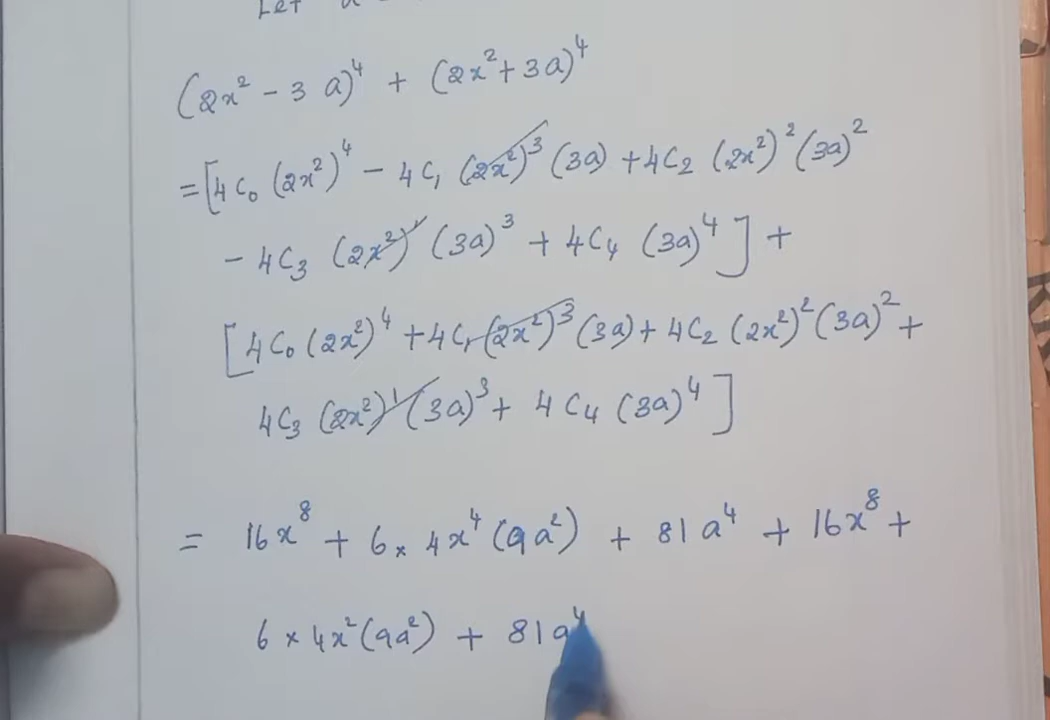 Let
(2x² - 3 a)⁴ + (2x² + 3a)⁴
= [4C₀ (2x²)⁴ - 4C₁ (2x²)³ (3a) + 4C₂ (2x²)² (3a)²
- 4C₃ (2x²)¹ (3a)³ + 4C₄ (3a)⁴] +
[4C₀ (2x²)⁴ + 4C₁ (2x²)³ (3a) + 4C₂ (2x²)² (3a)² +
4C₃ (2x²)¹ (3a)³ + 4C₄ (3a)⁴]
= 16x⁸ + 6 × 4x⁴ (9a²) + 81a⁴ + 16x⁸ +
6 × 4x² (9a²) + 81a⁴